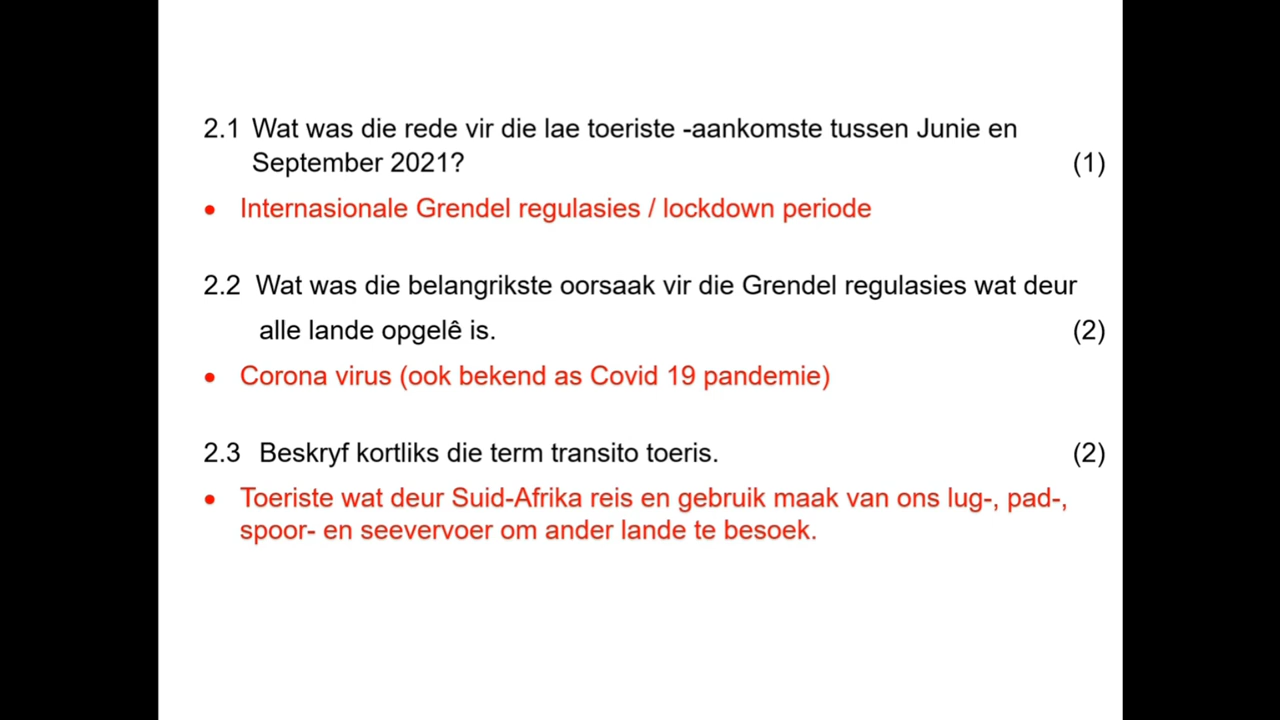 2.1 Wat was die rede vir die lae toeriste -aankomste tussen Junie en
September 2021? (1)
• Internasionale Grendel regulasies / lockdown periode
2.2 Wat was die belangrikste oorsaak vir die Grendel regulasies wat deur
alle lande opgelê is. (2)
• Corona virus (ook bekend as Covid 19 pandemie)
2.3 Beskryf kortliks die term transito toeris. (2)
• Toeriste wat deur Suid-Afrika reis en gebruik maak van ons lug-, pad-,
spoor- en seevervoer om ander lande te besoek.